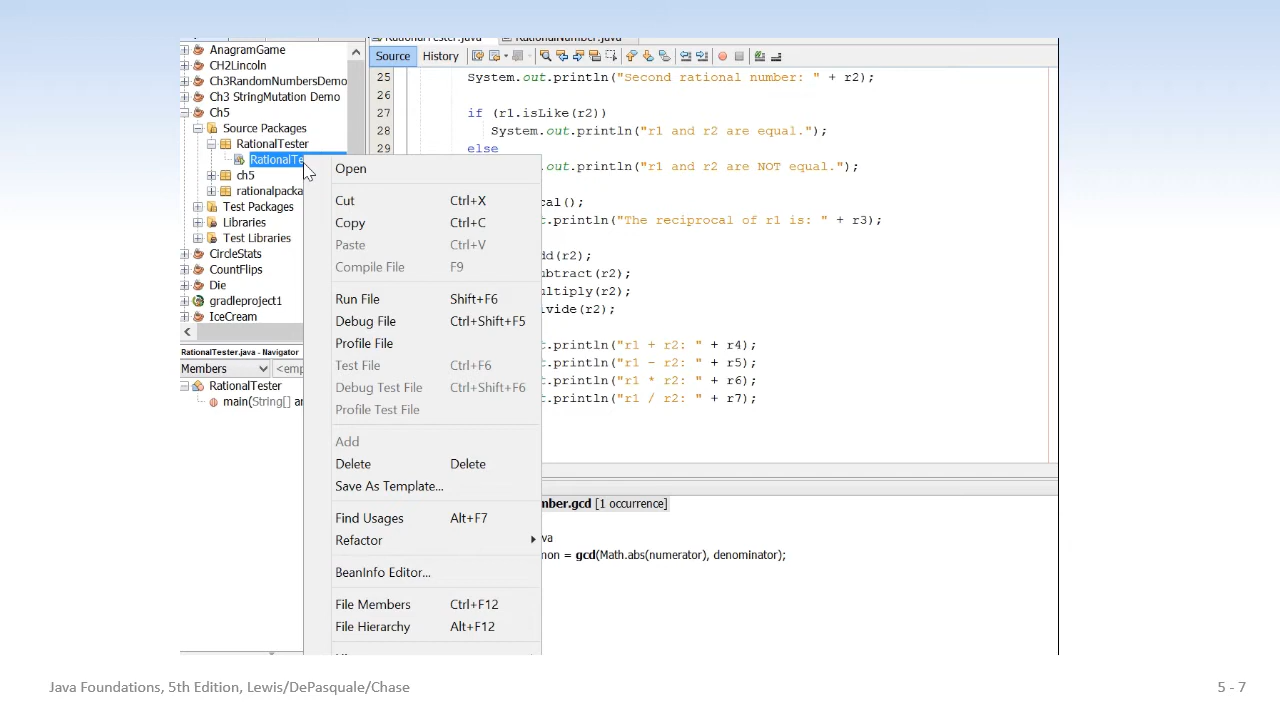 RationalTester.java
RationalNumber.java
AnagramGame
CH2Lincoln
Ch3RandomNumbersDemo
Ch3 StringMutation Demo
Ch5
Source Packages
RationalTester
RationalTe
ch5
rationalpacka
Test Packages
Libraries
Test Libraries
CIrcleStats
CountFlips
Die
gradleproject1
IceCream
RationalTester.java - Navigator
Members
<emp
RationalTester
main(String[] ar
Source
History
25 System.out.println("Second rational number: " + r2);
26
27 if (r1.isLike(r2))
28 System.out.println("r1 and r2 are equal.");
29 else
.out.println("r1 and r2 are NOT equal.");
cal();
t.println("The reciprocal of r1 is: " + r3);
dd(r2);
ubtract(r2);
ultiply(r2);
ivide(r2);
t.println("r1 + r2: " + r4);
t.println("r1 - r2: " + r5);
t.println("r1 * r2: " + r6);
t.println("r1 / r2: " + r7);
Open
Cut Ctrl+X
Copy Ctrl+C
Paste Ctrl+V
Compile File F9
Run File Shift+F6
Debug File Ctrl+Shift+F5
Profile File
Test File Ctrl+F6
Debug Test File Ctrl+Shift+F6
Profile Test File
Add
Delete Delete
Save As Template...
Find Usages Alt+F7
Refactor
BeanInfo Editor...
File Members Ctrl+F12
File Hierarchy Alt+F12
mber.gcd [1 occurrence]
va
non = gcd(Math.abs(numerator), denominator);
Java Foundations, 5th Edition, Lewis/DePasquale/Chase
5 - 7